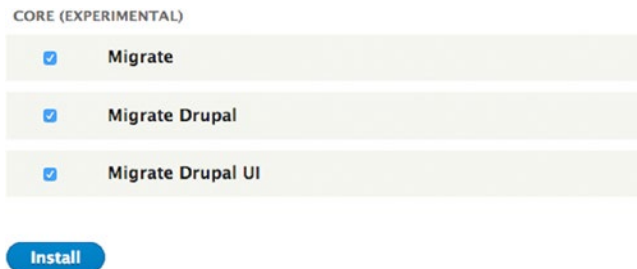 CORE (EXPERIMENTAL)
Migrate
Migrate Drupal
Migrate Drupal UI
Install